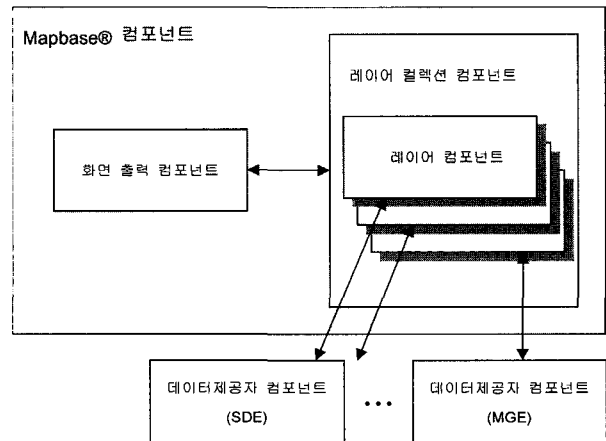 Mapbase® 컴포넌트
레이어 컬렉션 컴포넌트
화면 출력 컴포넌트
레이어 컴포넌트
데이터제공자 컴포넌트
(SDE)
...
데이터제공자 컴포넌트
(MGE)